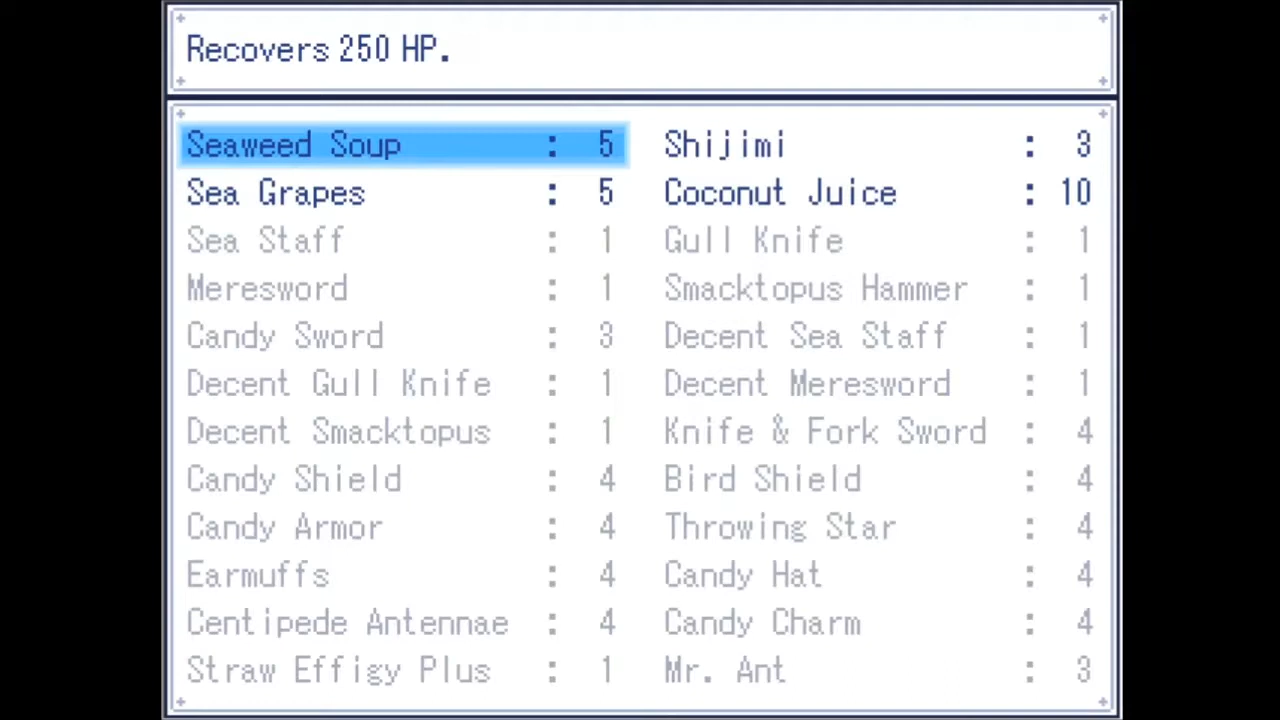 Recovers 250 HP.
Seaweed Soup : 5 Shijimi : 3
Sea Grapes : 5 Coconut Juice : 10
Sea Staff : 1 Gull Knife : 1
Meresword : 1 Smacktopus Hammer : 1
Candy Sword : 3 Decent Sea Staff : 1
Decent Gull Knife : 1 Decent Meresword : 1
Decent Smacktopus : 1 Knife & Fork Sword : 4
Candy Shield : 4 Bird Shield : 4
Candy Armor : 4 Throwing Star : 4
Earmuffs : 4 Candy Hat : 4
Centipede Antennae : 4 Candy Charm : 4
Straw Effigy Plus : 1 Mr. Ant : 3